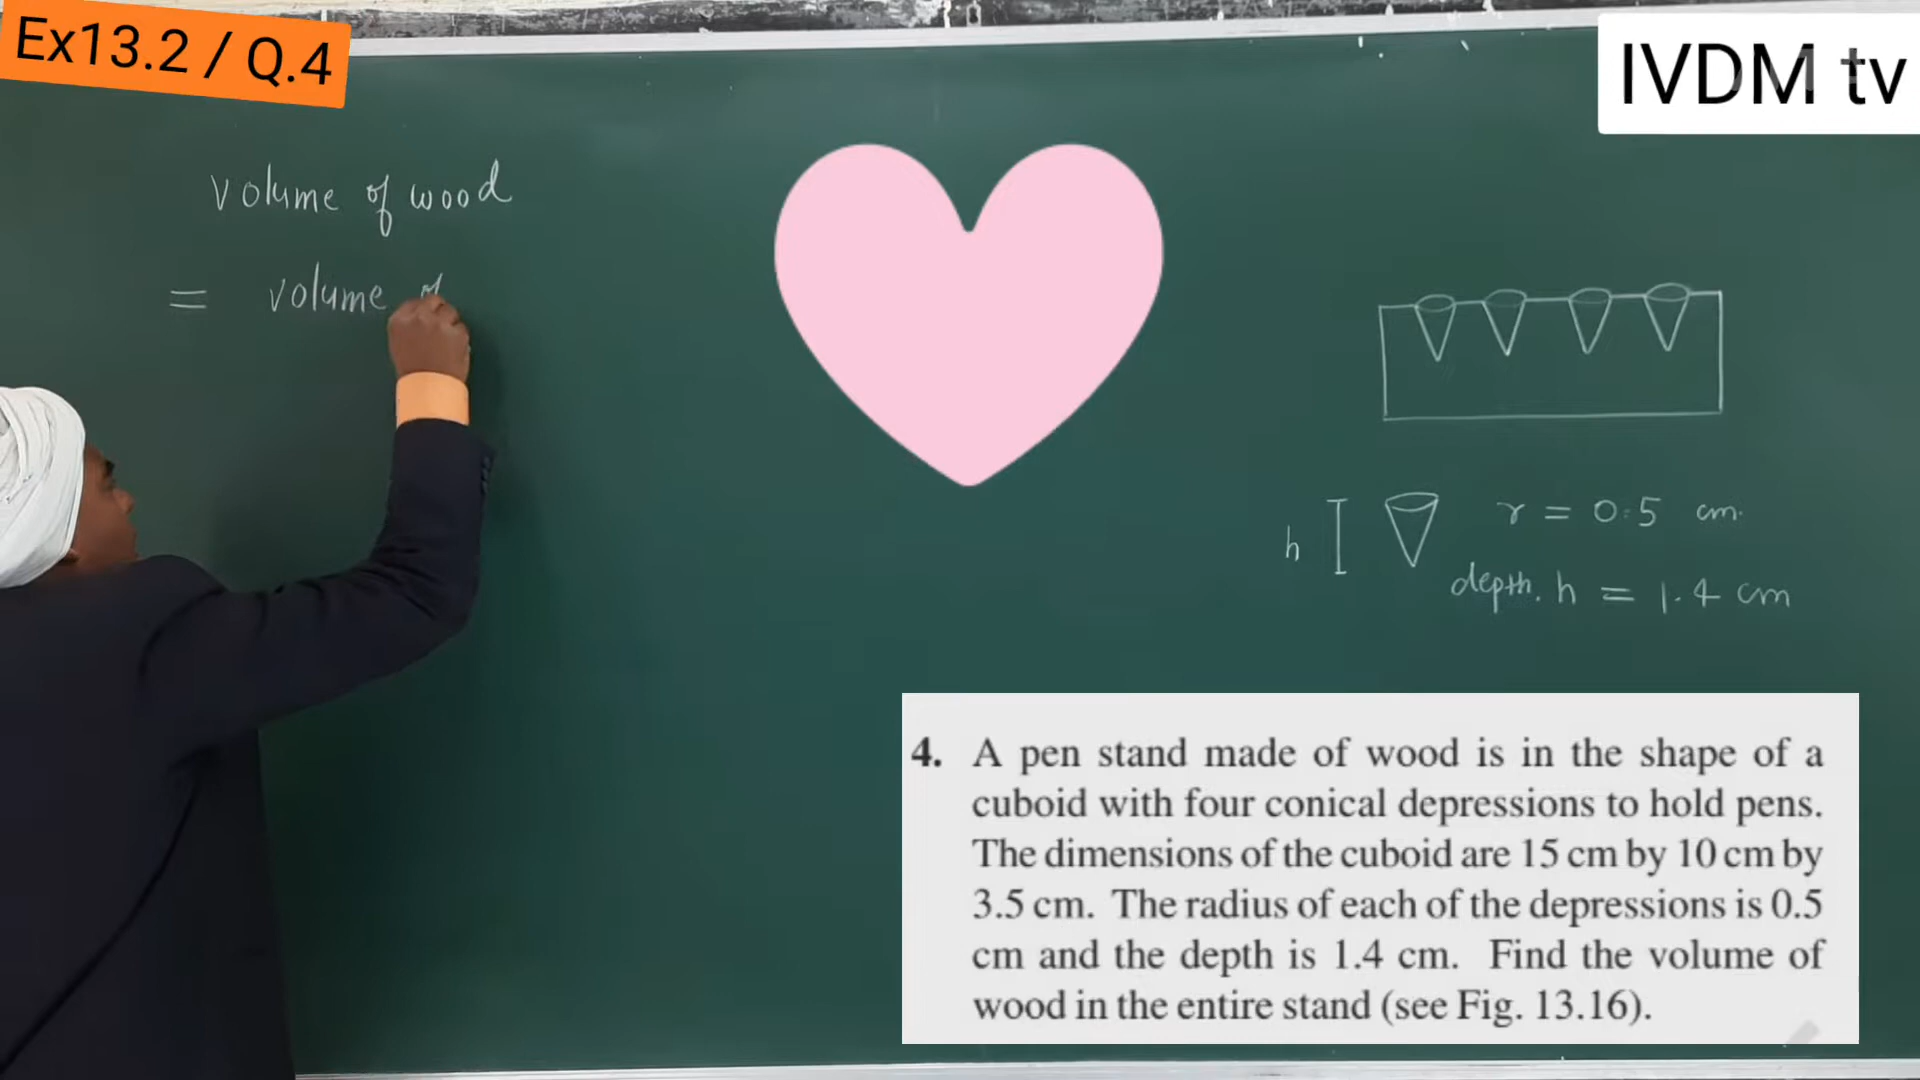 Ex13.2 / Q.4
IVDM tv
volume of wood
= volume of
h
r = 0.5 cm.
depth. h = 1.4 cm
4. A pen stand made of wood is in the shape of a
cuboid with four conical depressions to hold pens.
The dimensions of the cuboid are 15 cm by 10 cm by
3.5 cm. The radius of each of the depressions is 0.5
cm and the depth is 1.4 cm. Find the volume of
wood in the entire stand (see Fig. 13.16).